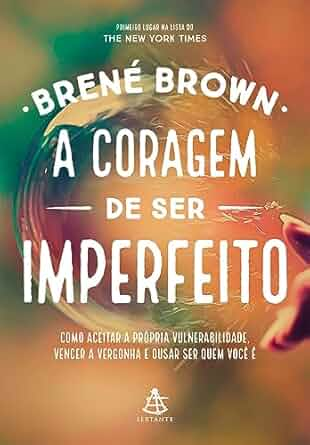 PRIMEIRO LUGAR NA LISTA DO
THE NEW YORK TIMES
BRENÉ BROWN
A CORAGEM
DE SER
IMPERFEITO
COMO ACEITAR A PRÓPRIA VULNERABILIDADE,
VENCER A VERGONHA E OUSAR SER QUEM VOCÊ É
SEXTANTE